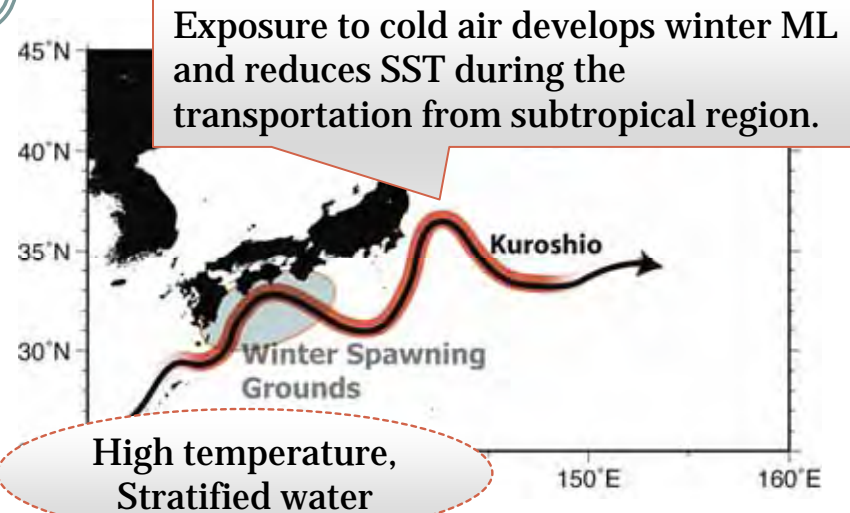 Exposure to cold air develops winter ML
and reduces SST during the
transportation from subtropical region.
45°N
40°N
35°N
30°N
Kuroshio
Winter Spawning
Grounds
High temperature,
Stratified water
150°E
160°E